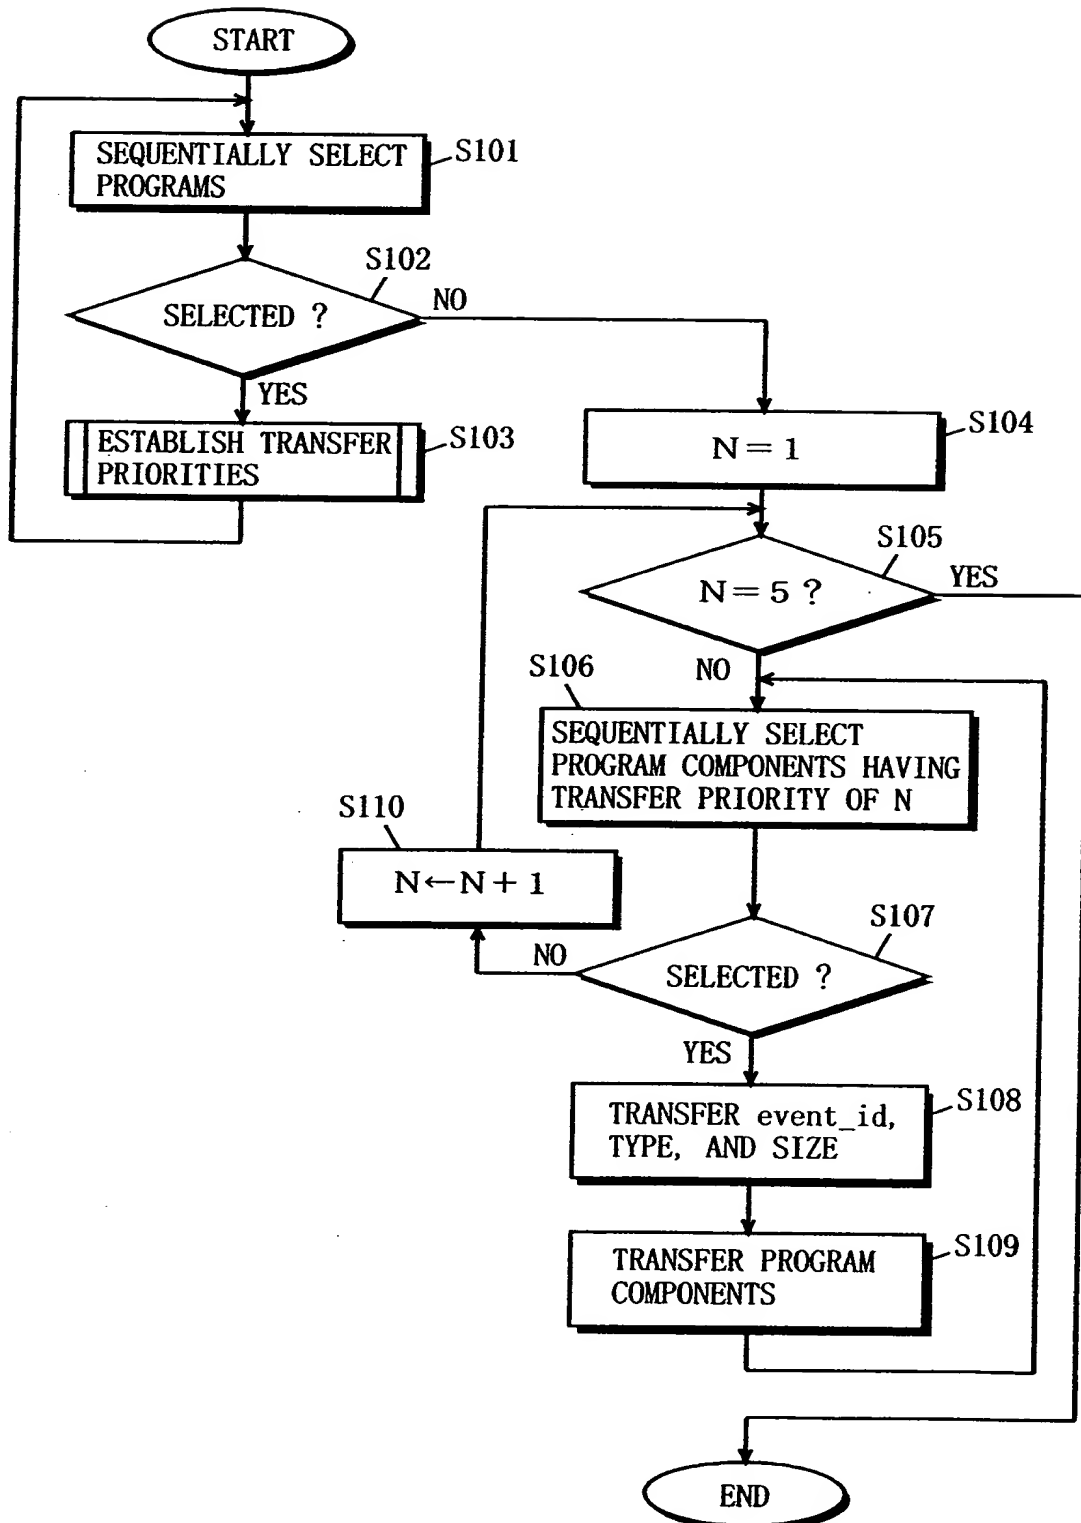 START
SEQUENTIALLY SELECT
PROGRAMS
S101
S102
SELECTED ?
NO
YES
ESTABLISH TRANSFER
PRIORITIES
S103
N = 1
S104
S105
N = 5 ?
YES
NO
S106
SEQUENTIALLY SELECT
PROGRAM COMPONENTS HAVING
TRANSFER PRIORITY OF N
S110
N←N + 1
S107
NO
SELECTED ?
YES
TRANSFER event_id,
TYPE, AND SIZE
S108
TRANSFER PROGRAM
COMPONENTS
S109
END